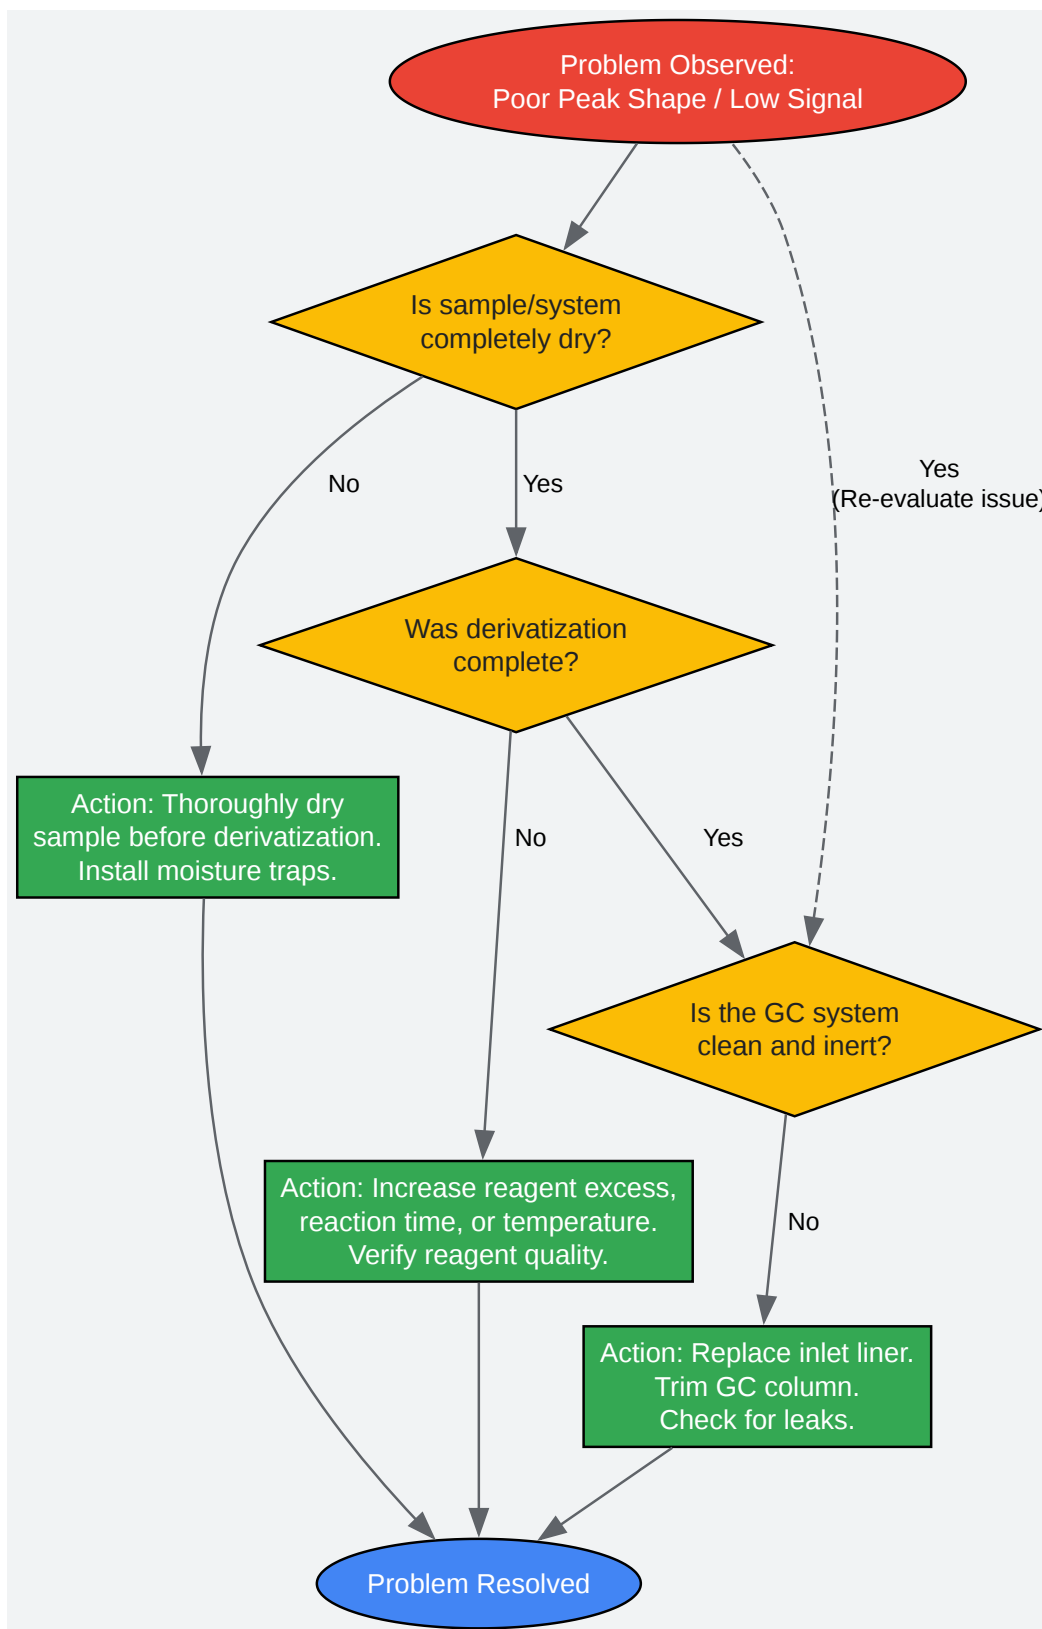 Problem Observed:
Poor Peak Shape / Low Signal
Is sample/system
completely dry?
No
Yes
Yes
(Re-evaluate issue)
Was derivatization
complete?
Action: Thoroughly dry
sample before derivatization.
Install moisture traps.
No
Yes
Is the GC system
clean and inert?
Action: Increase reagent excess,
reaction time, or temperature.
Verify reagent quality.
No
Action: Replace inlet liner.
Trim GC column.
Check for leaks.
Problem Resolved